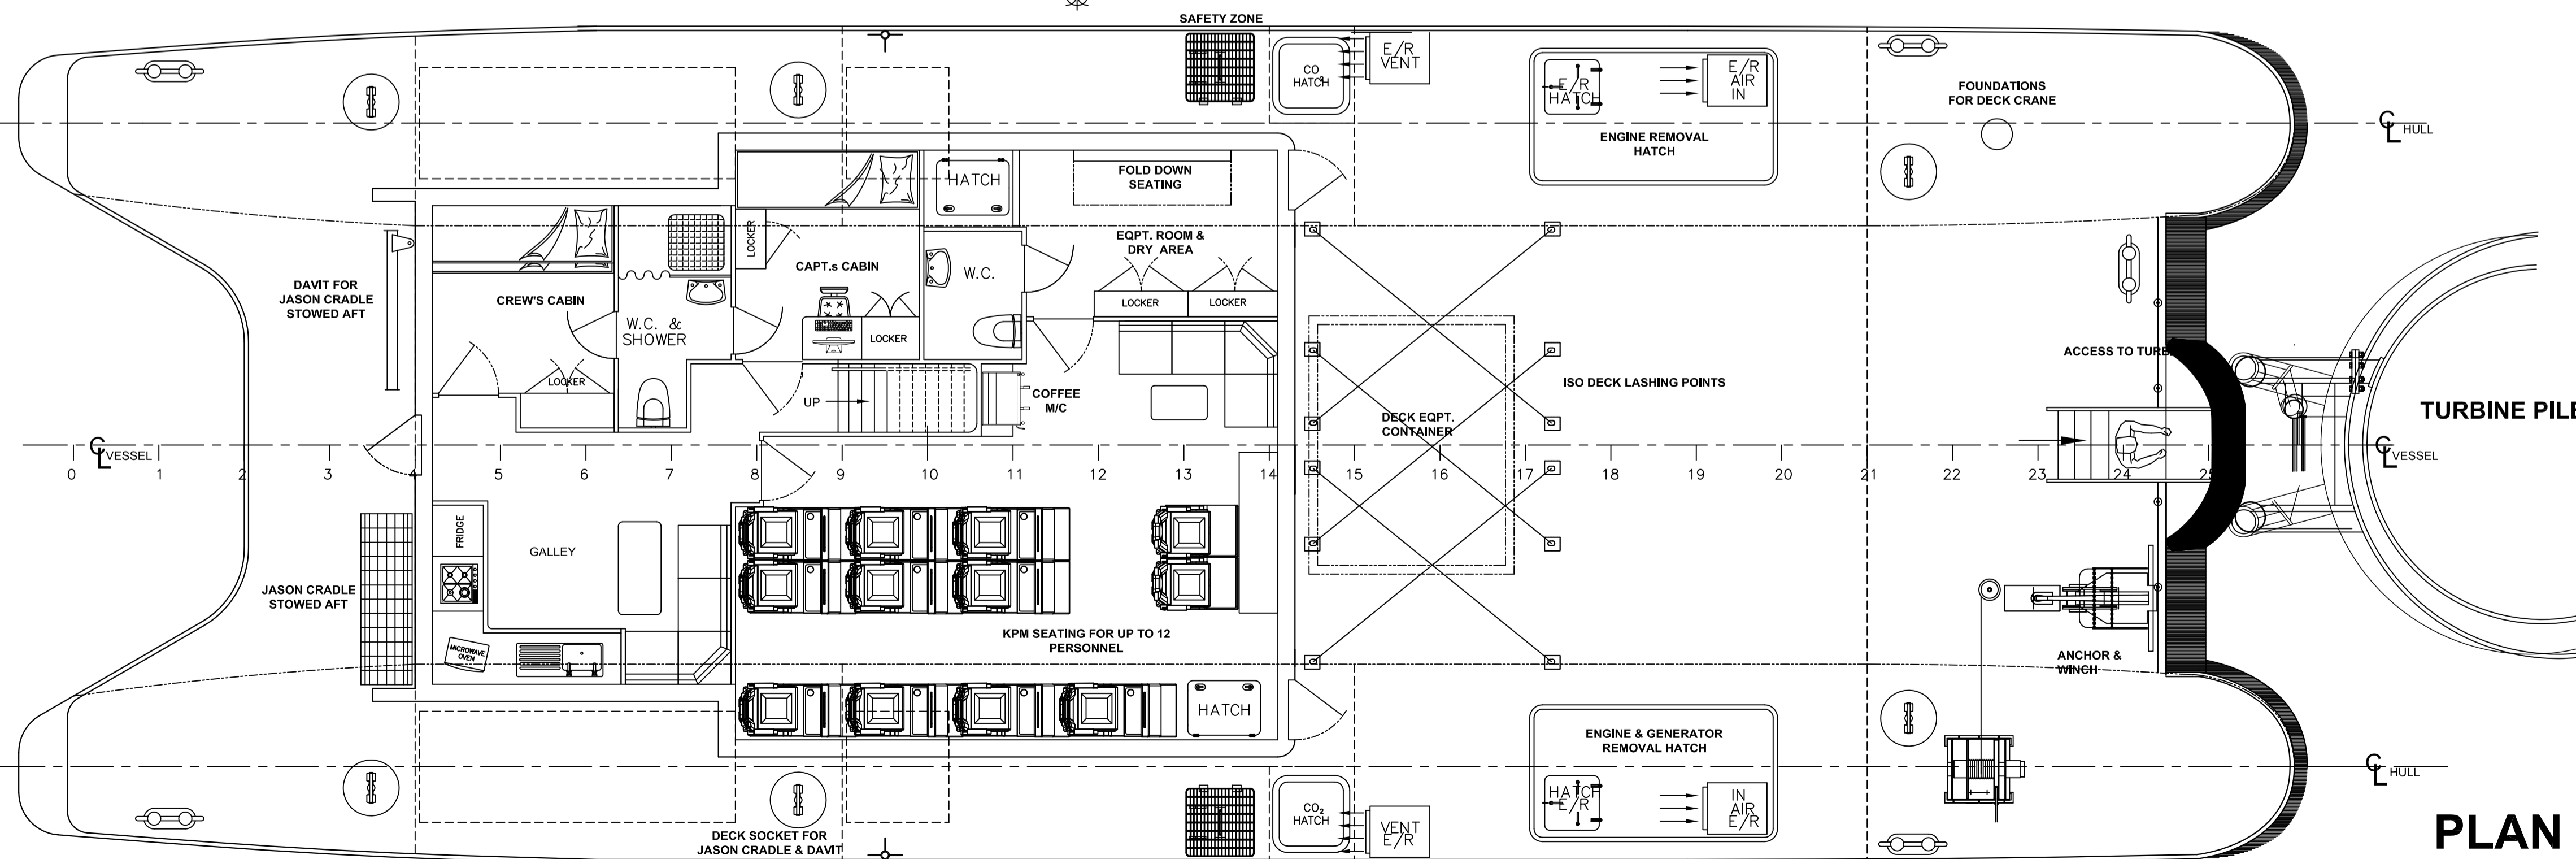 SAFETY ZONE
E/R
VENT
CO2
HATCH
E/R
HATCH
E/R
AIR
IN
ENGINE REMOVAL
HATCH
FOUNDATIONS
FOR DECK CRANE
CL HULL
HATCH
FOLD DOWN
SEATING
LOCKER
CAPT.s CABIN
W.C.
EQPT. ROOM &
DRY AREA
LOCKER
LOCKER
DAVIT FOR
JASON CRADLE
STOWED AFT
CREW'S CABIN
W.C. &
SHOWER
LOCKER
LOCKER
UP
COFFEE
M/C
ISO DECK LASHING POINTS
DECK EQPT.
CONTAINER
ACCESS TO TURB
TURBINE PILE
CL VESSEL
CL VESSEL
0 1 2 3 4 5 6 7 8 9 10 11 12 13 14 15 16 17 18 19 20 21 22 23 24 25
FRIDGE
GALLEY
JASON CRADLE
STOWED AFT
MICROWAVE
OVEN
KPM SEATING FOR UP TO 12
PERSONNEL
ANCHOR &
WINCH
HATCH
ENGINE & GENERATOR
REMOVAL HATCH
CL HULL
HATCH
E/R
IN
AIR
E/R
CO2
HATCH
VENT
E/R
DECK SOCKET FOR
JASON CRADLE & DAVIT
PLAN